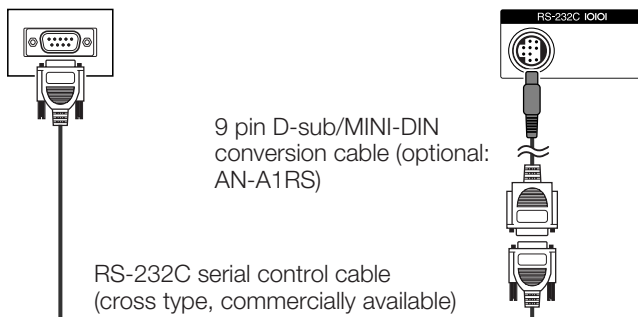 RS-232C IOIOI
9 pin D-sub/MINI-DIN
conversion cable (optional:
AN-A1RS)
RS-232C serial control cable
(cross type, commercially available)